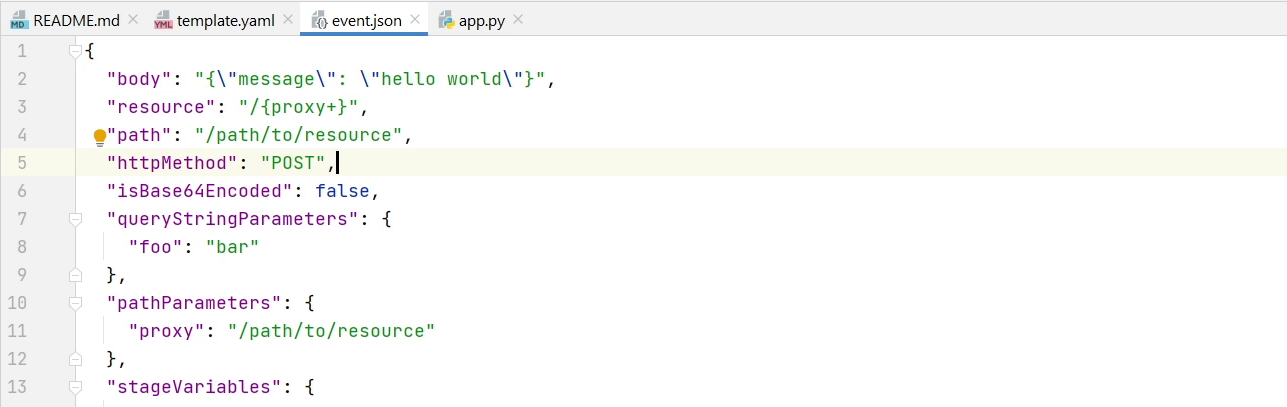 README.md template.yaml event.json app.py
1 {
2 "body": "{\"message\": \"hello world\"}",
3 "resource": "/{proxy+}",
4 "path": "/path/to/resource",
5 "httpMethod": "POST",
6 "isBase64Encoded": false,
7 "queryStringParameters": {
8 "foo": "bar"
9 },
10 "pathParameters": {
11 "proxy": "/path/to/resource"
12 },
13 "stageVariables": {